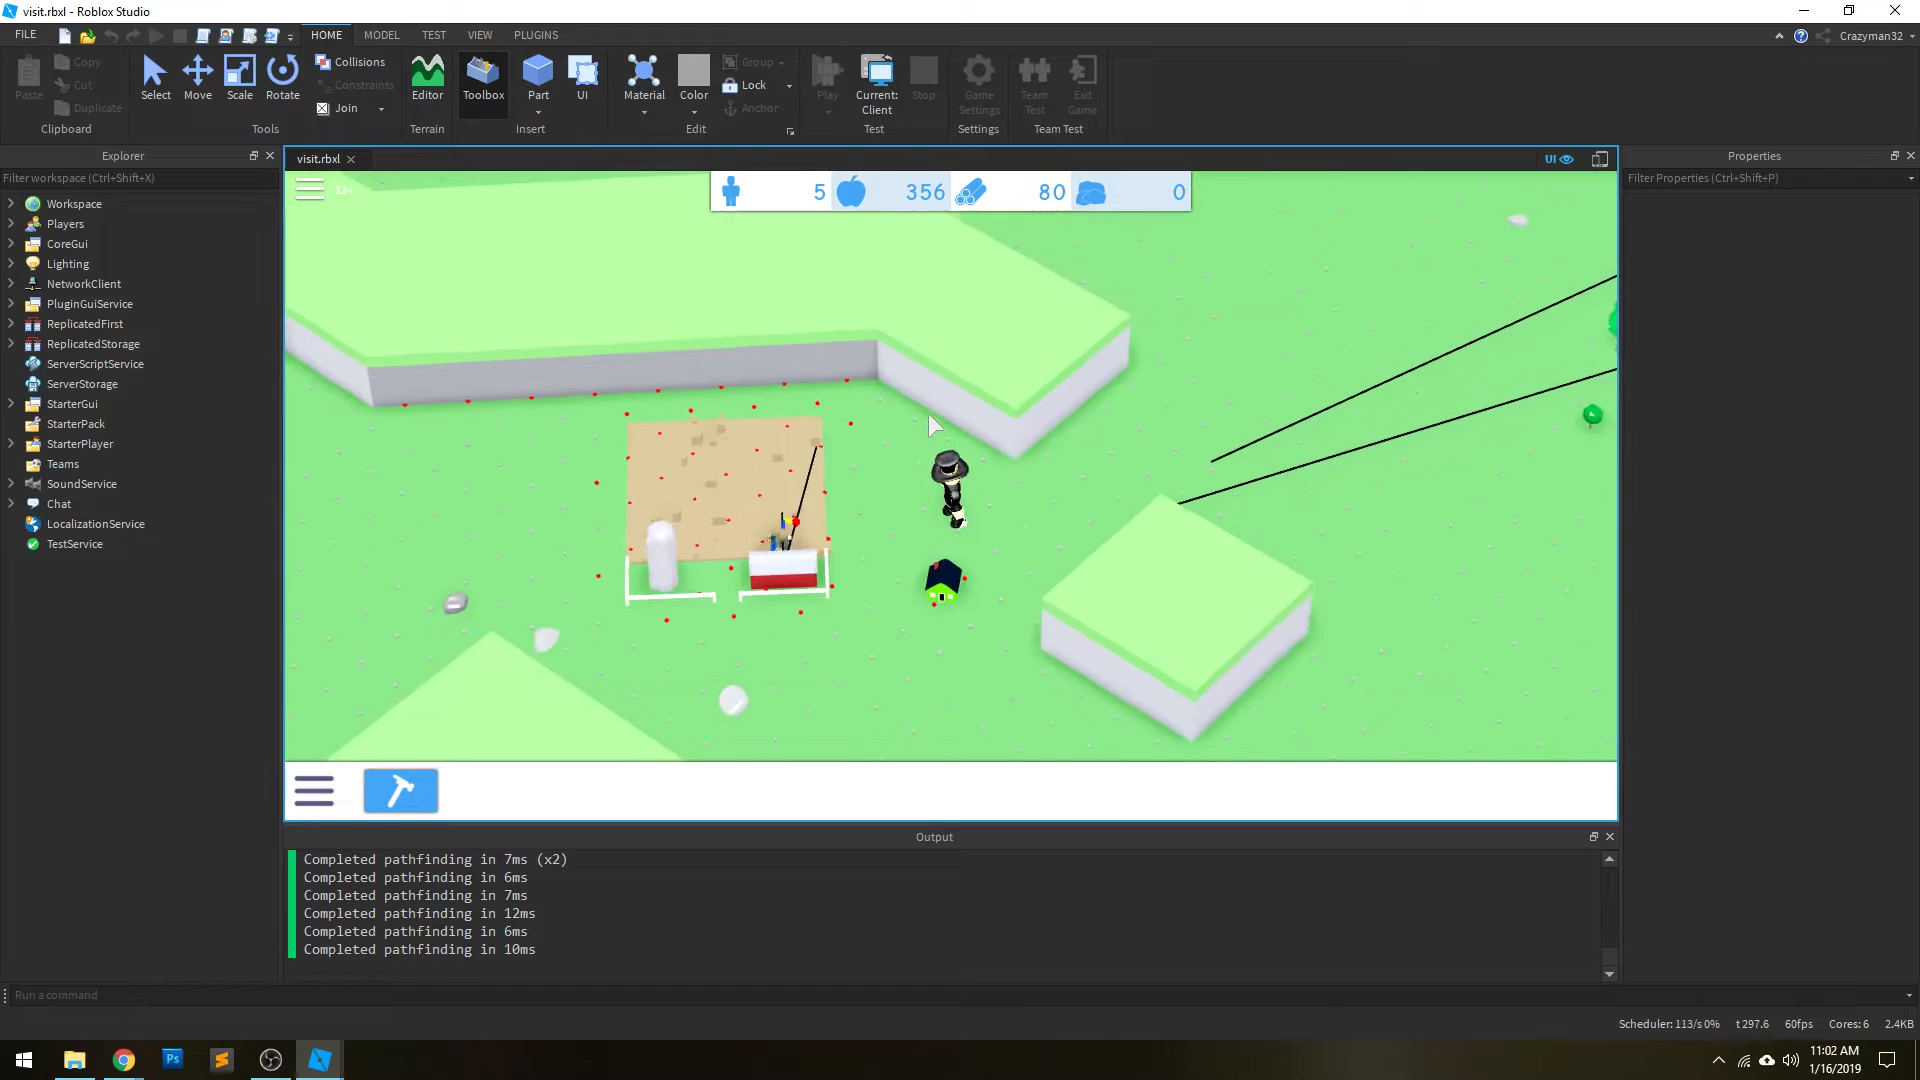 visit.rbxl - Roblox Studio
FILE
HOME
MODEL
TEST
VIEW
PLUGINS
Crazyman32
Paste
Copy
Cut
Duplicate
Clipboard
Select
Move
Scale
Rotate
Collisions
Constraints
Join
Tools
Editor
Terrain
Toolbox
Part
UI
Insert
Material
Color
Group
Lock
Anchor
Edit
Play
Current:
Client
Stop
Test
Game
Settings
Settings
Team
Test
Exit
Game
Team Test
Explorer
Filter workspace (Ctrl+Shift+X)
Workspace
Players
CoreGui
Lighting
NetworkClient
PluginGuiService
ReplicatedFirst
ReplicatedStorage
ServerScriptService
ServerStorage
StarterGui
StarterPack
StarterPlayer
Teams
SoundService
Chat
LocalizationService
TestService
visit.rbxl
UI
13+
5
356
80
0
Properties
Filter Properties (Ctrl+Shift+P)
Output
Completed pathfinding in 7ms (x2)
Completed pathfinding in 6ms
Completed pathfinding in 7ms
Completed pathfinding in 12ms
Completed pathfinding in 6ms
Completed pathfinding in 10ms
Run a command
Scheduler: 113/s 0%
t 297.6
60fps
Cores: 6
2.4KB
Ps
11:02 AM
1/16/2019